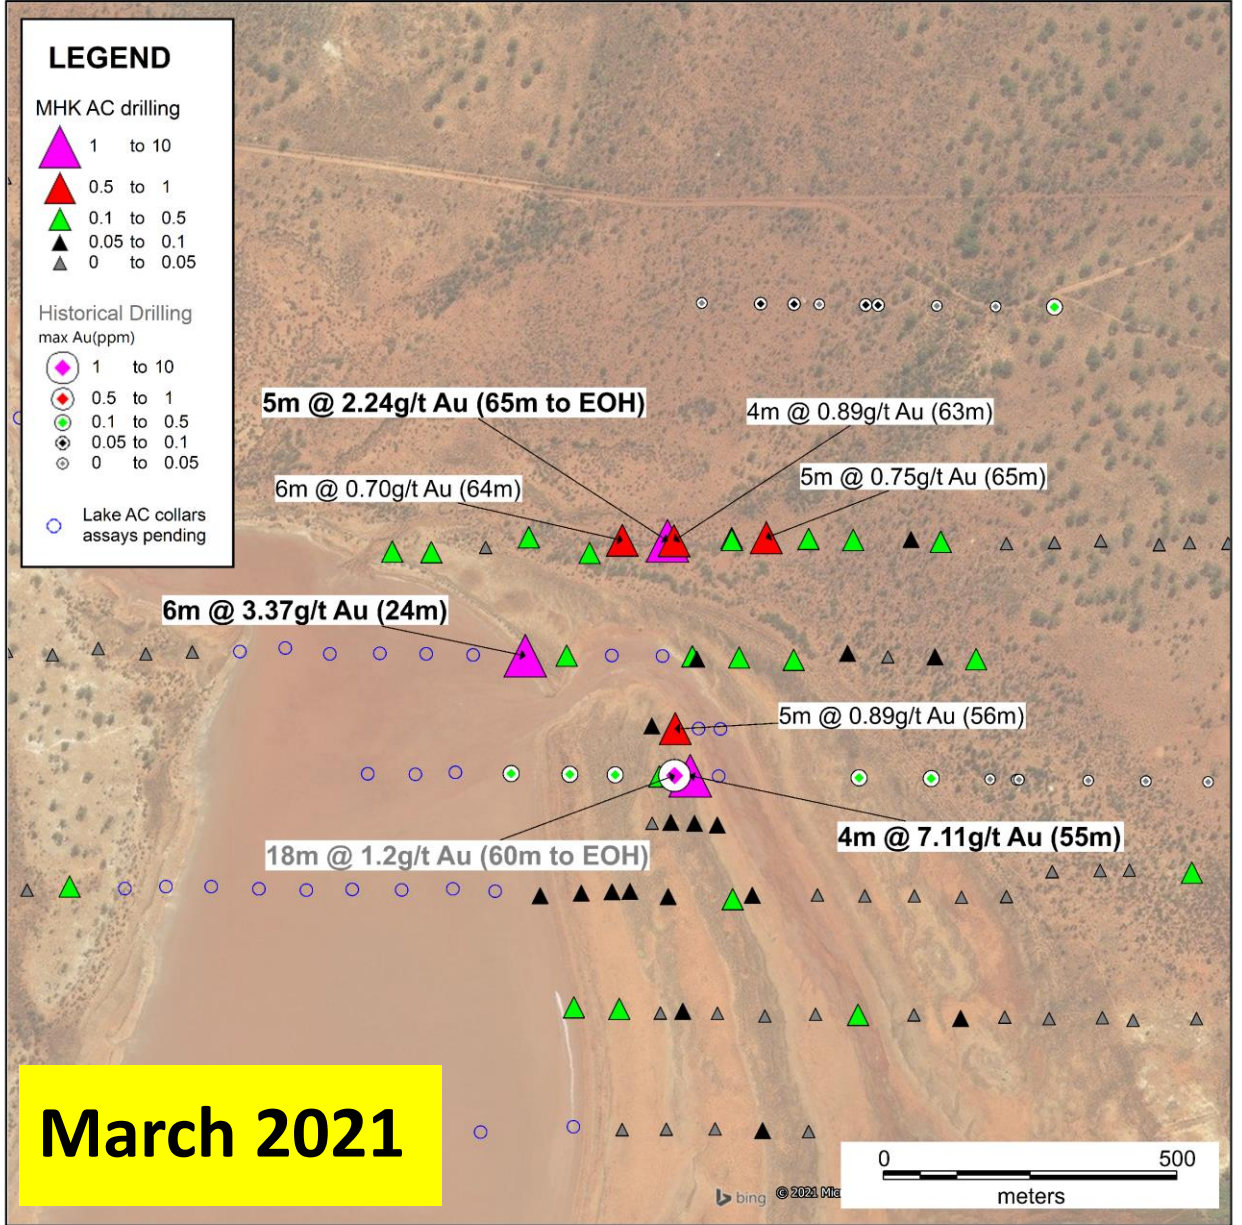 LEGEND
MHK AC drilling
1 to 10
0.5 to 1
0.1 to 0.5
0.05 to 0.1
0 to 0.05
Historical Drilling
max Au(ppm)
1 to 10
0.5 to 1
0.1 to 0.5
0.05 to 0.1
0 to 0.05
Lake AC collars
assays pending
5m @ 2.24g/t Au (65m to EOH)
4m @ 0.89g/t Au (63m)
6m @ 0.70g/t Au (64m)
5m @ 0.75g/t Au (65m)
6m @ 3.37g/t Au (24m)
5m @ 0.89g/t Au (56m)
18m @ 1.2g/t Au (60m to EOH)
4m @ 7.11g/t Au (55m)
March 2021
0 500
meters
bing © 2021 Mic